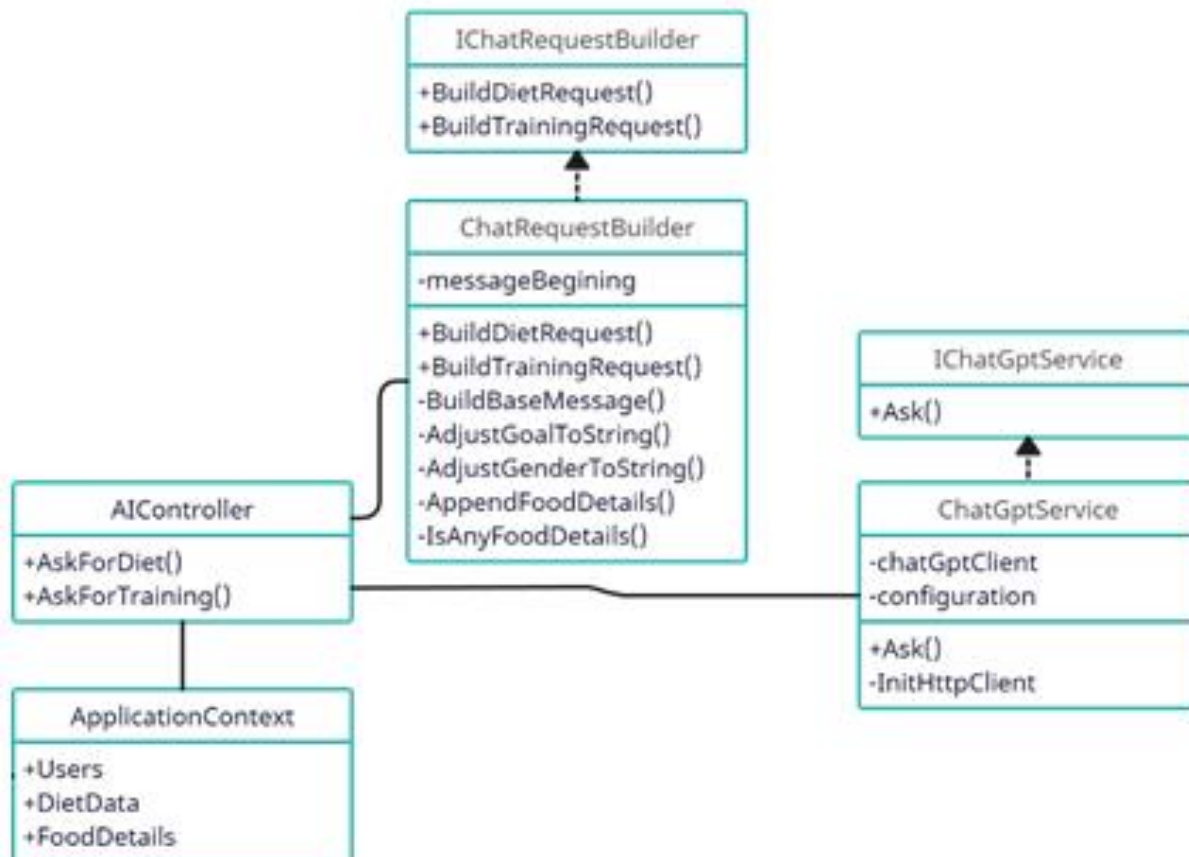 IChatRequestBuilder
+BuildDietRequest()
+BuildTrainingRequest()
ChatRequestBuilder
-messageBegining
+BuildDietRequest()
+BuildTrainingRequest()
-BuildBaseMessage()
-AdjustGoalToString()
-AdjustGenderToString()
-AppendFoodDetails()
-IsAnyFoodDetails()
IChatGptService
+Ask()
ChatGptService
-chatGptClient
-configuration
+Ask()
-InitHttpClient
AIController
+AskForDiet()
+AskForTraining()
ApplicationContext
+Users
+DietData
+FoodDetails